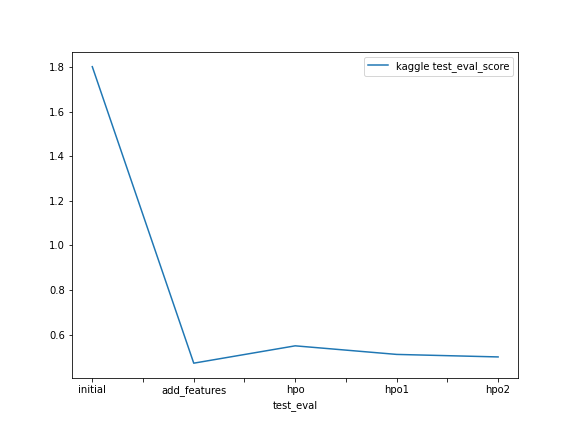 kaggle test_eval_score
1.8
1.6
1.4
1.2
1.0
0.8
0.6
initial add_features hpo hpo1 hpo2
test_eval